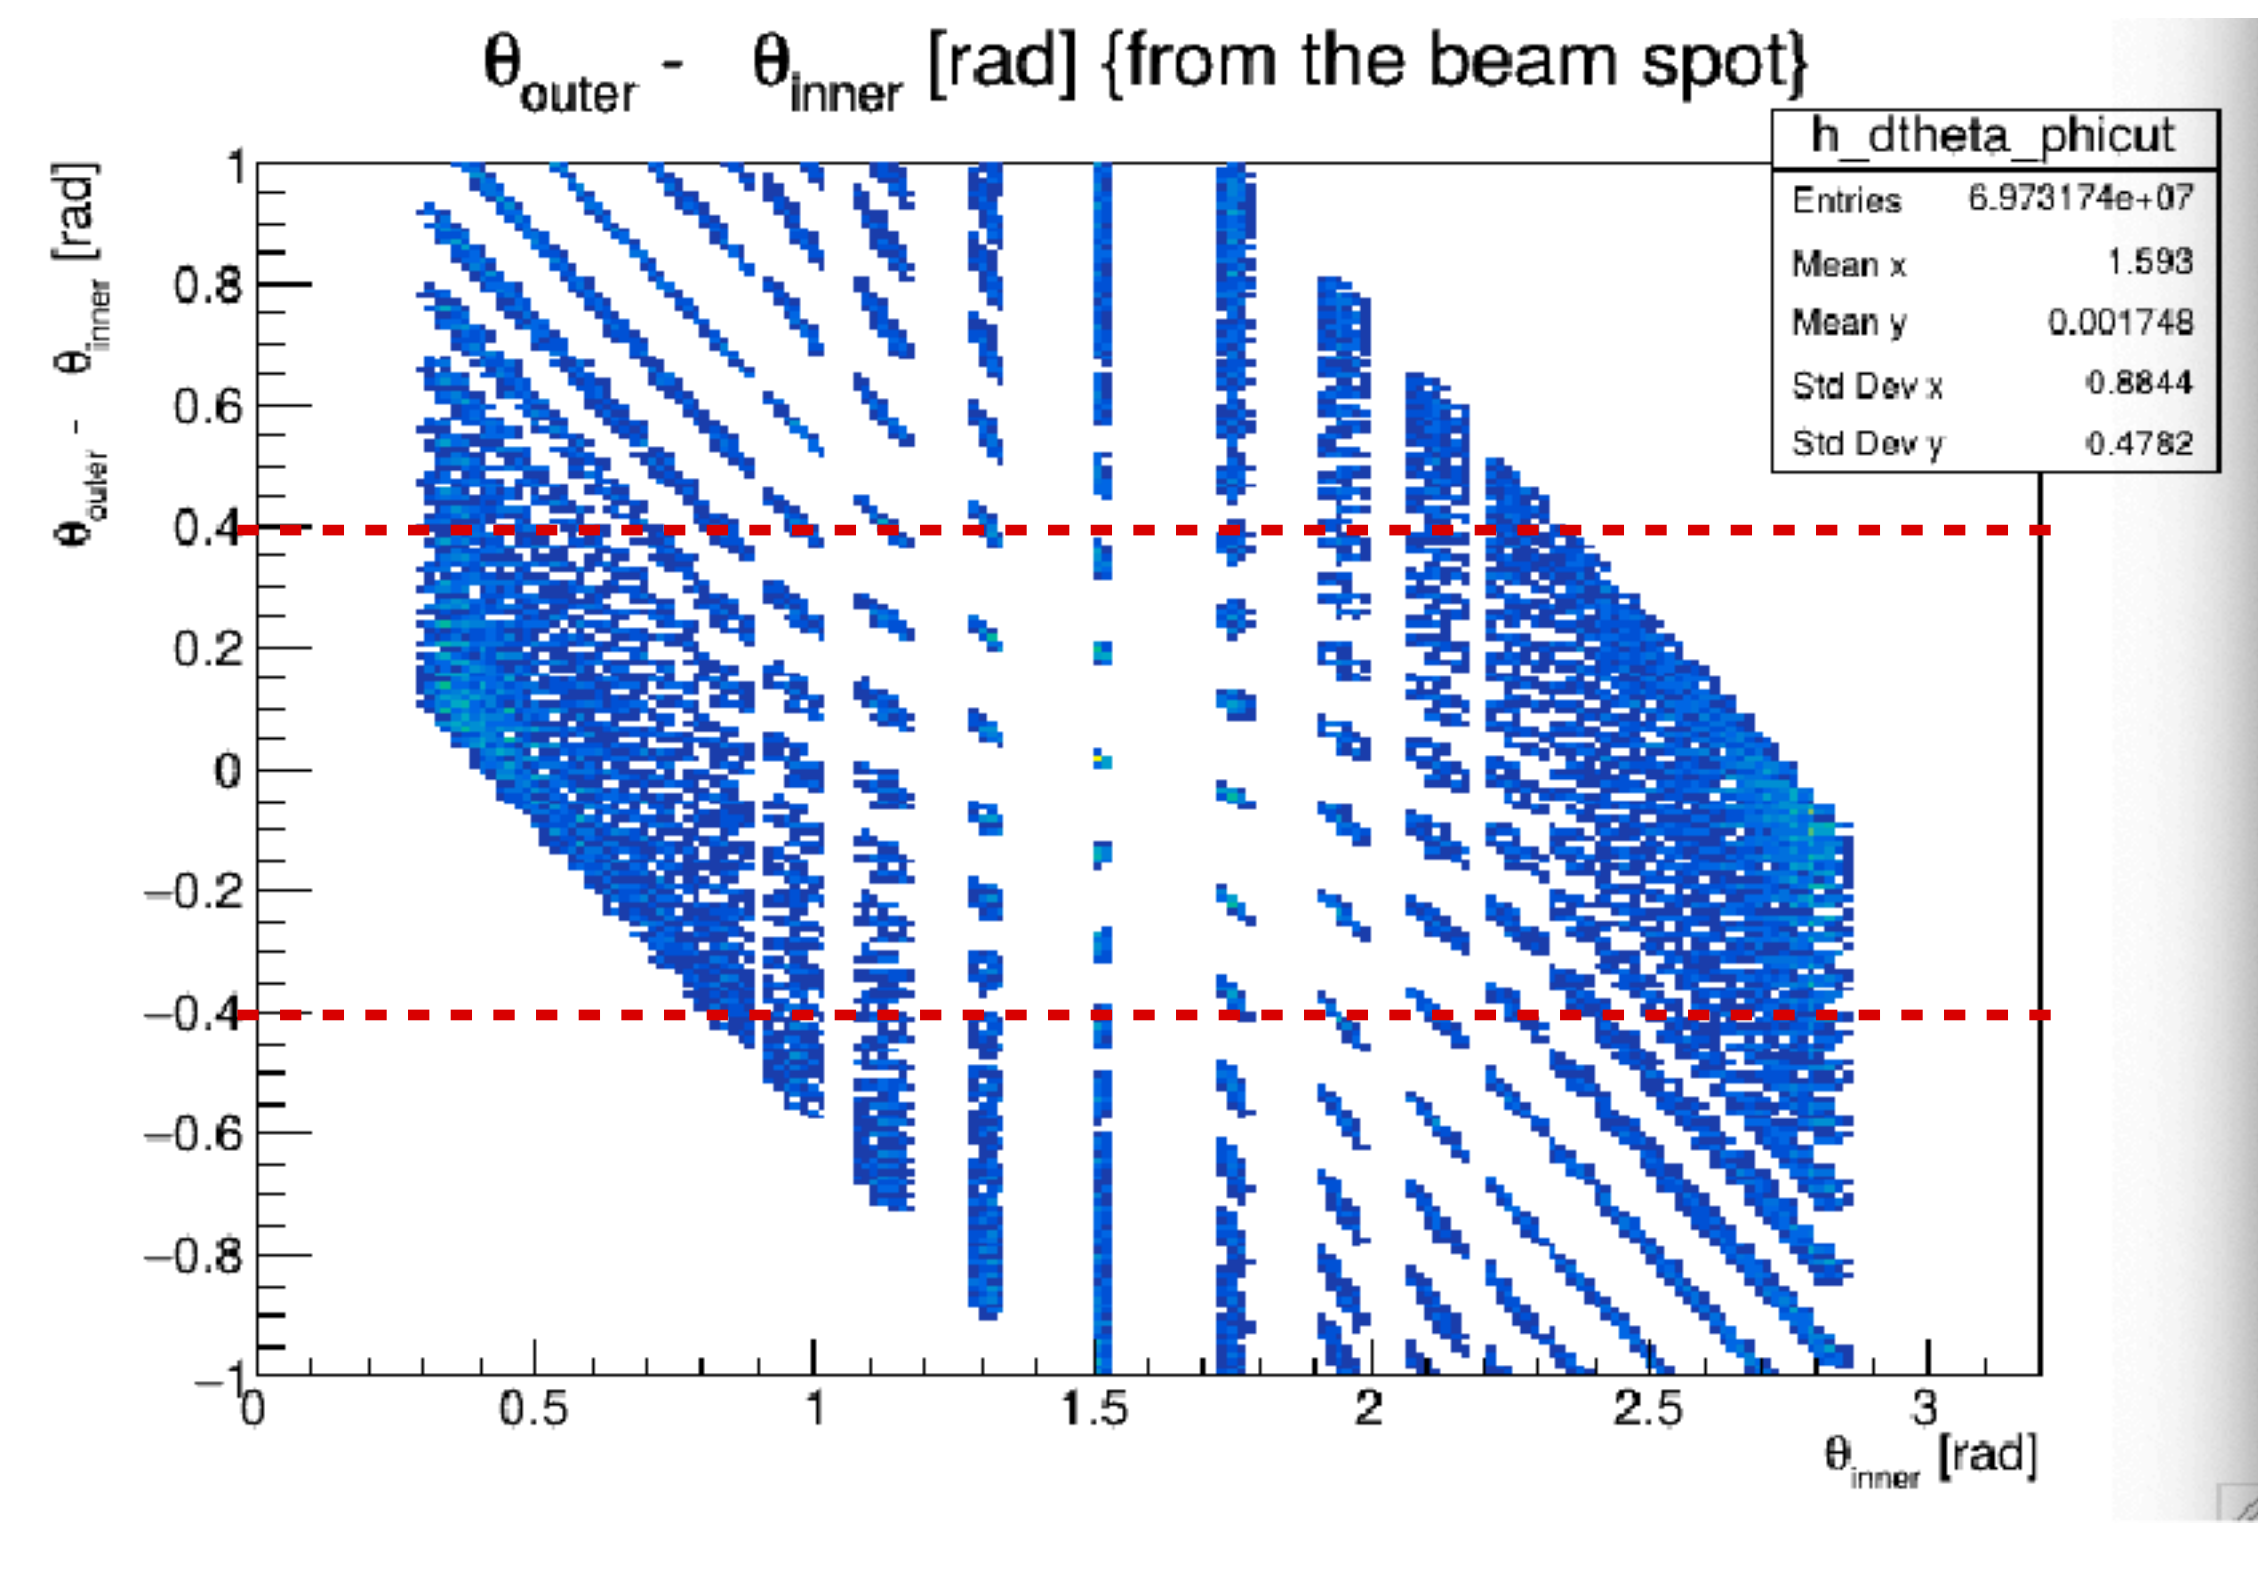 θouter - θinner [rad] {from the beam spot}
h_dtheta_phicut
Entries 6.973174e+07
Mean x 1.593
Mean y 0.001748
Std Dev x 0.8844
Std Dev y 0.4782
θouter - θinner [rad]
1
0.8
0.6
0.4
0.2
0
−0.2
−0.4
−0.6
−0.8
−1
0 0.5 1 1.5 2 2.5 3
θinner [rad]